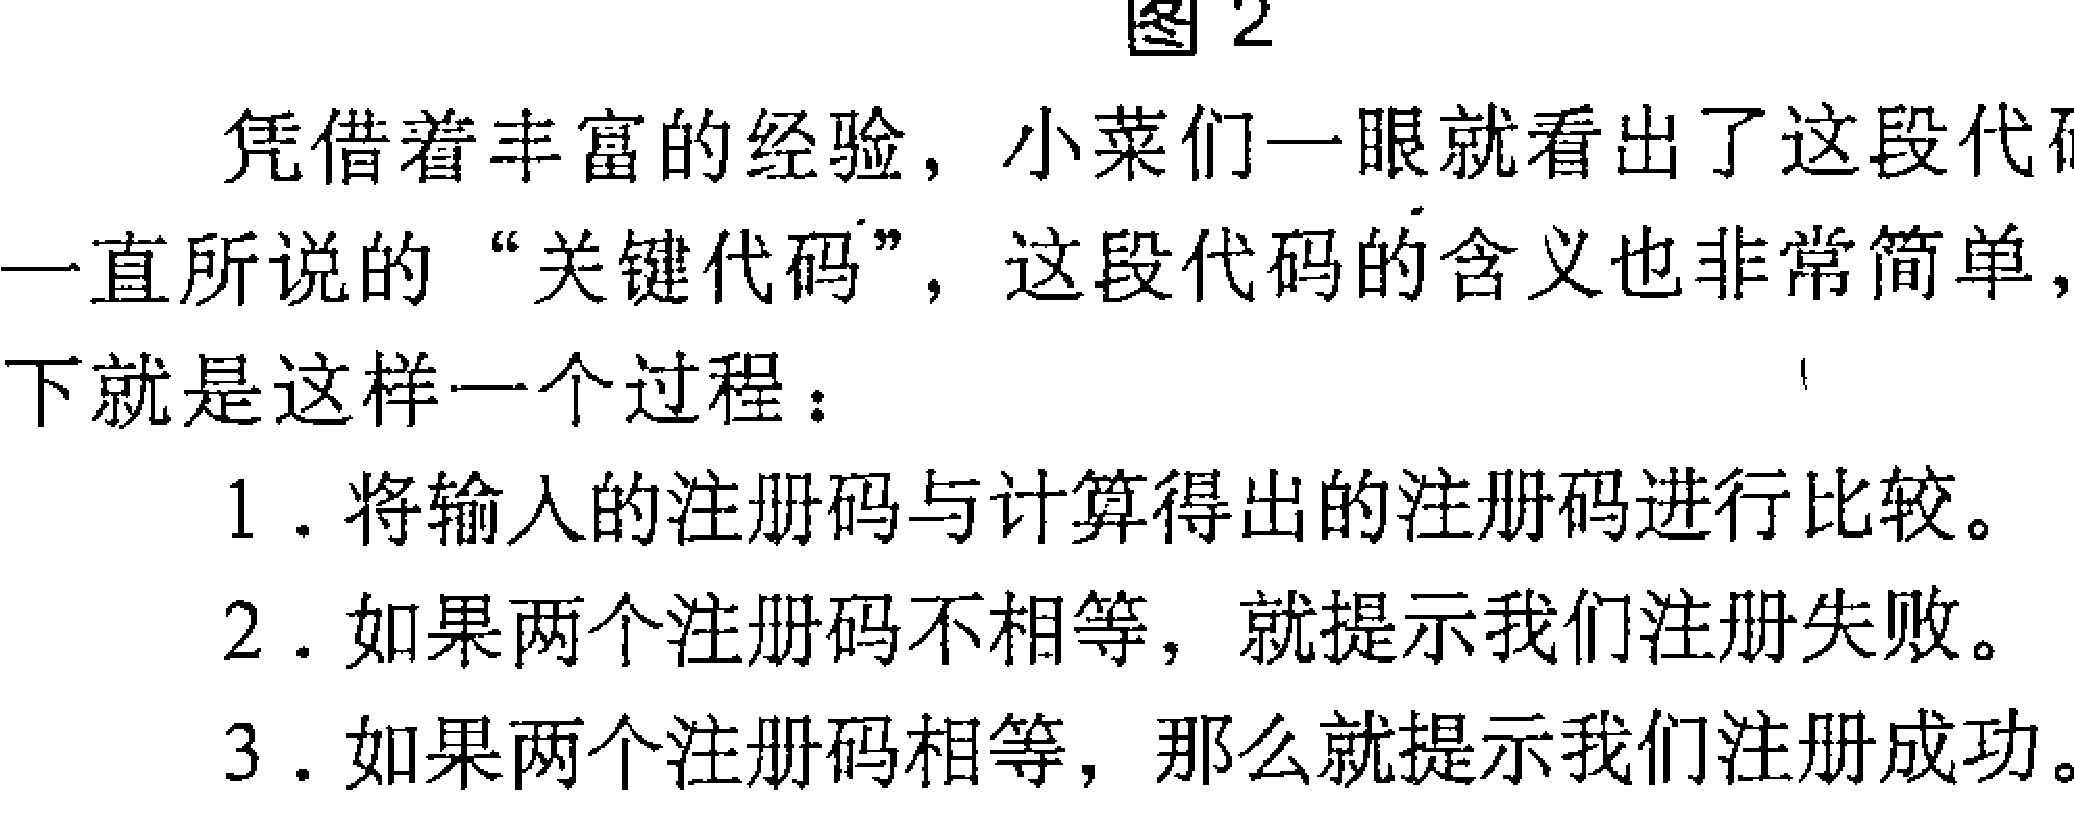 图 2
凭借着丰富的经验，小菜们一眼就看出了这段代
一直所说的“关键代码”，这段代码的含义也非常简单，
下就是这样一个过程：
1．将输入的注册码与计算得出的注册码进行比较。
2．如果两个注册码不相等，就提示我们注册失败。
3．如果两个注册码相等，那么就提示我们注册成功。